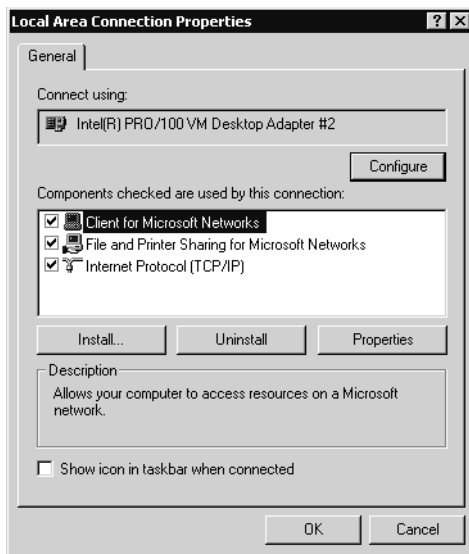 Local Area Connection Properties
General
Connect using:
Intel(R) PRO/100 VM Desktop Adapter #2
Configure
Components checked are used by this connection:
Client for Microsoft Networks
File and Printer Sharing for Microsoft Networks
Internet Protocol (TCP/IP)
Install...
Uninstall
Properties
Description
Allows your computer to access resources on a Microsoft
network.
Show icon in taskbar when connected
OK
Cancel